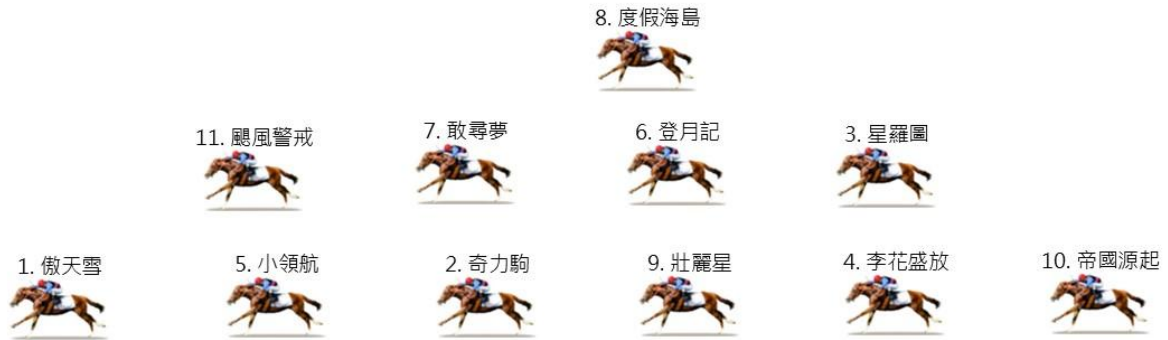 8. 度假海島
11. 颶風警戒
7. 敢尋夢
6. 登月記
3. 星羅圖
1. 傲天雪
5. 小領航
2. 奇力駒
9. 壯麗星
4. 李花盛放
10. 帝國源起